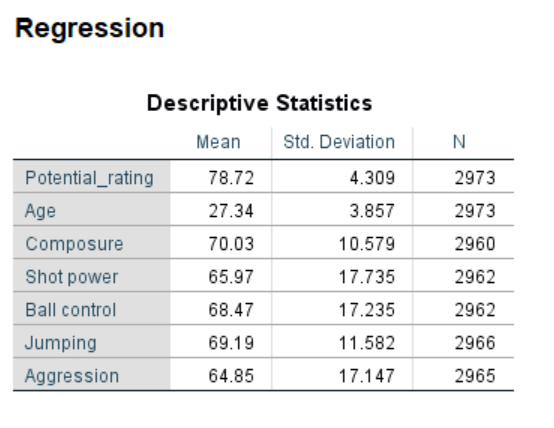 Regression
Descriptive Statistics
Mean Std. Deviation N
Potential_rating 78.72 4.309 2973
Age 27.34 3.857 2973
Composure 70.03 10.579 2960
Shot power 65.97 17.735 2962
Ball control 68.47 17.235 2962
Jumping 69.19 11.582 2966
Aggression 64.85 17.147 2965